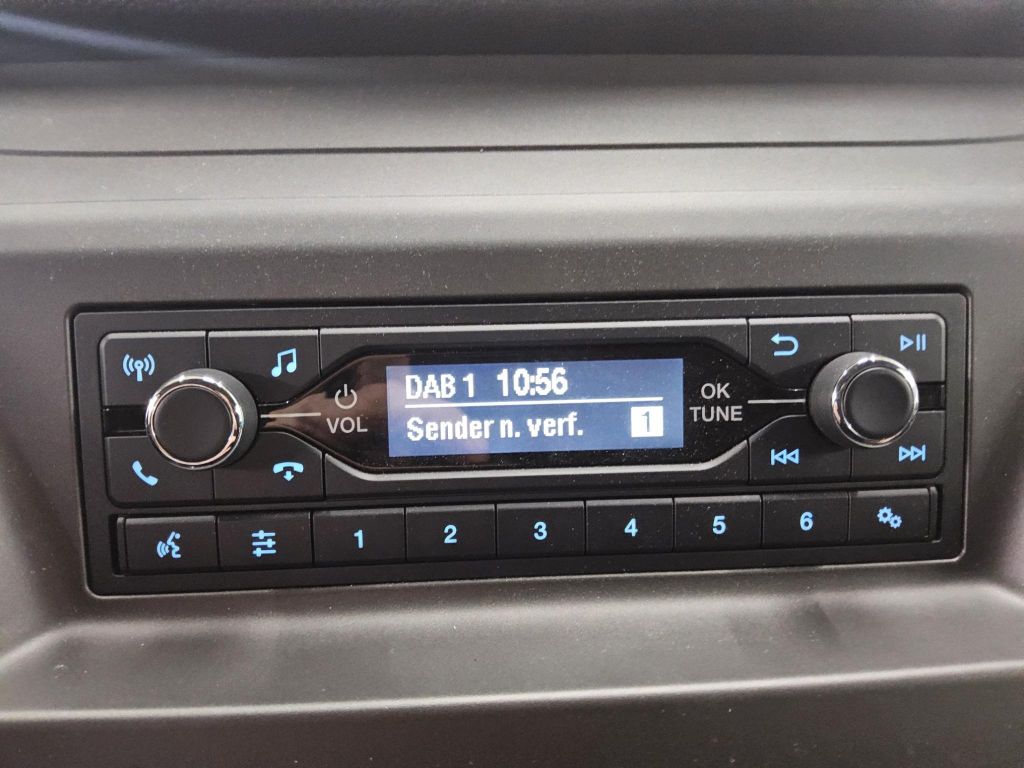 DAB 1 10:56
Sender n. verf. 1
VOL
OK
TUNE
1 2 3 4 5 6